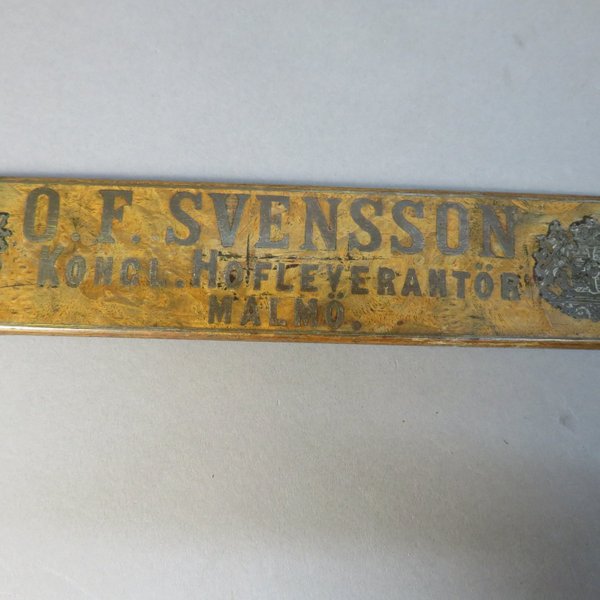 O. F. SVENSSON
KONGL. HOFLEVERANTÖR
MALMÖ.